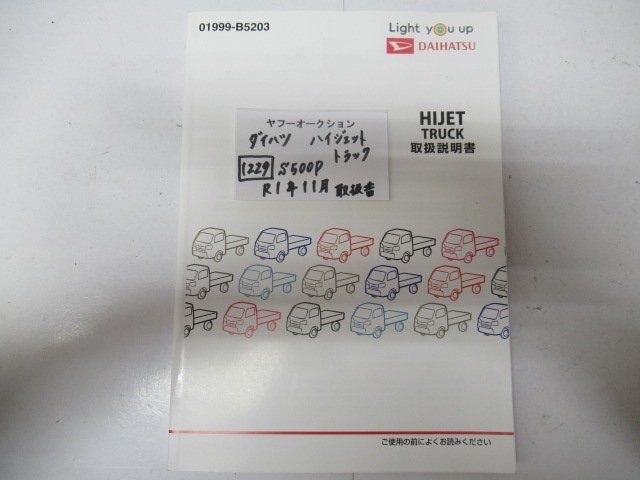 01999-B5203
Light you up
DAIHATSU
HIJET
TRUCK
取扱説明書
ヤフーオークション
ダイハツ ハイジェット
トラック
1229 S500P
R1年11月 取扱書
ご使用の前によくお読みください